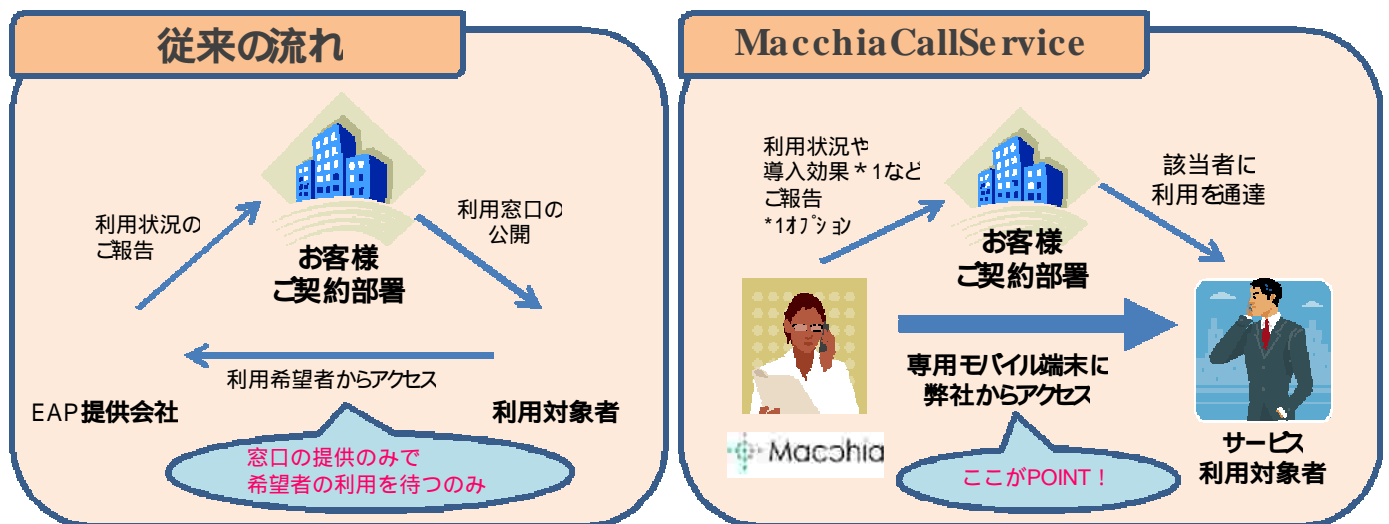 従来の流れ
利用状況の
ご報告
お客様
ご契約部署
利用窓口の
公開
利用希望者からアクセス
EAP提供会社
利用対象者
窓口の提供のみで
希望者の利用を待つのみ
MacchiaCallService
利用状況や
導入効果*1など
ご報告
*1オプション
お客様
ご契約部署
該当者に
利用を通達
専用モバイル端末に
弊社からアクセス
Macchia
ここがPOINT!
サービス
利用対象者